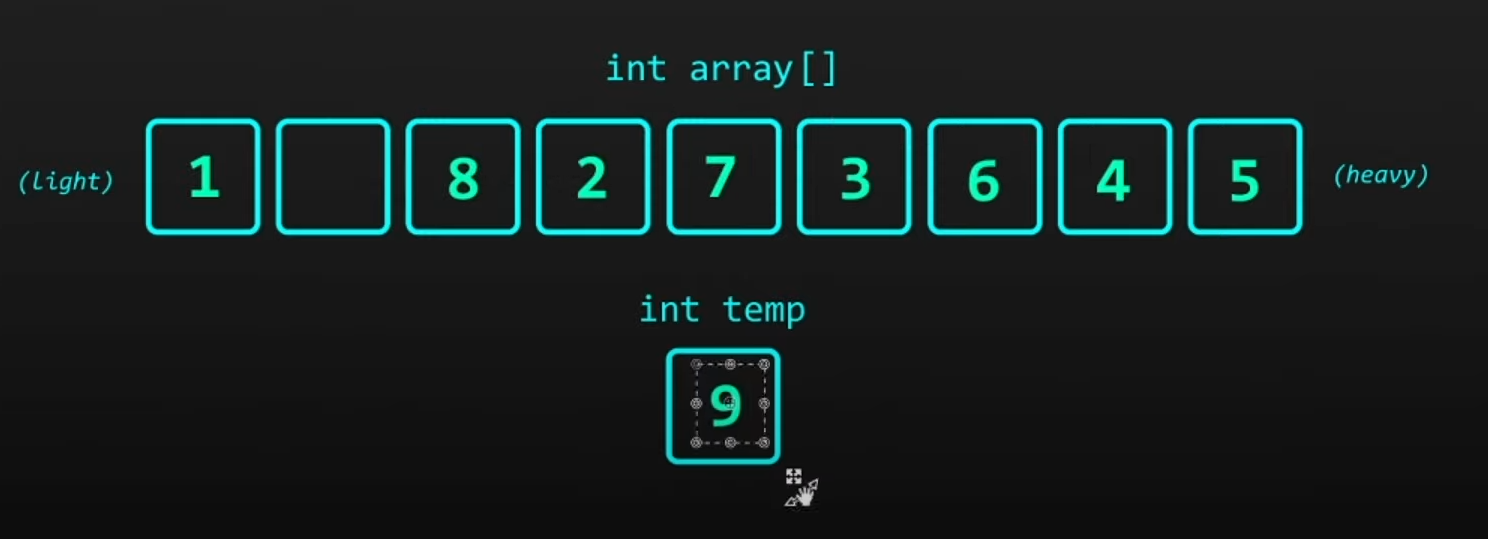 int array[]
(light) 1 8 2 7 3 6 4 5 (heavy)
int temp
9